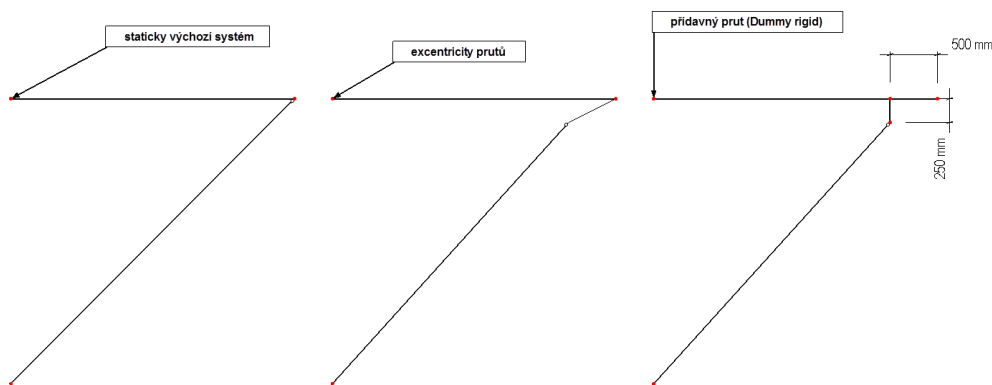 staticky výchozí systém
excentricity prutů
přídavný prut (Dummy rigid)
500 mm
250 mm